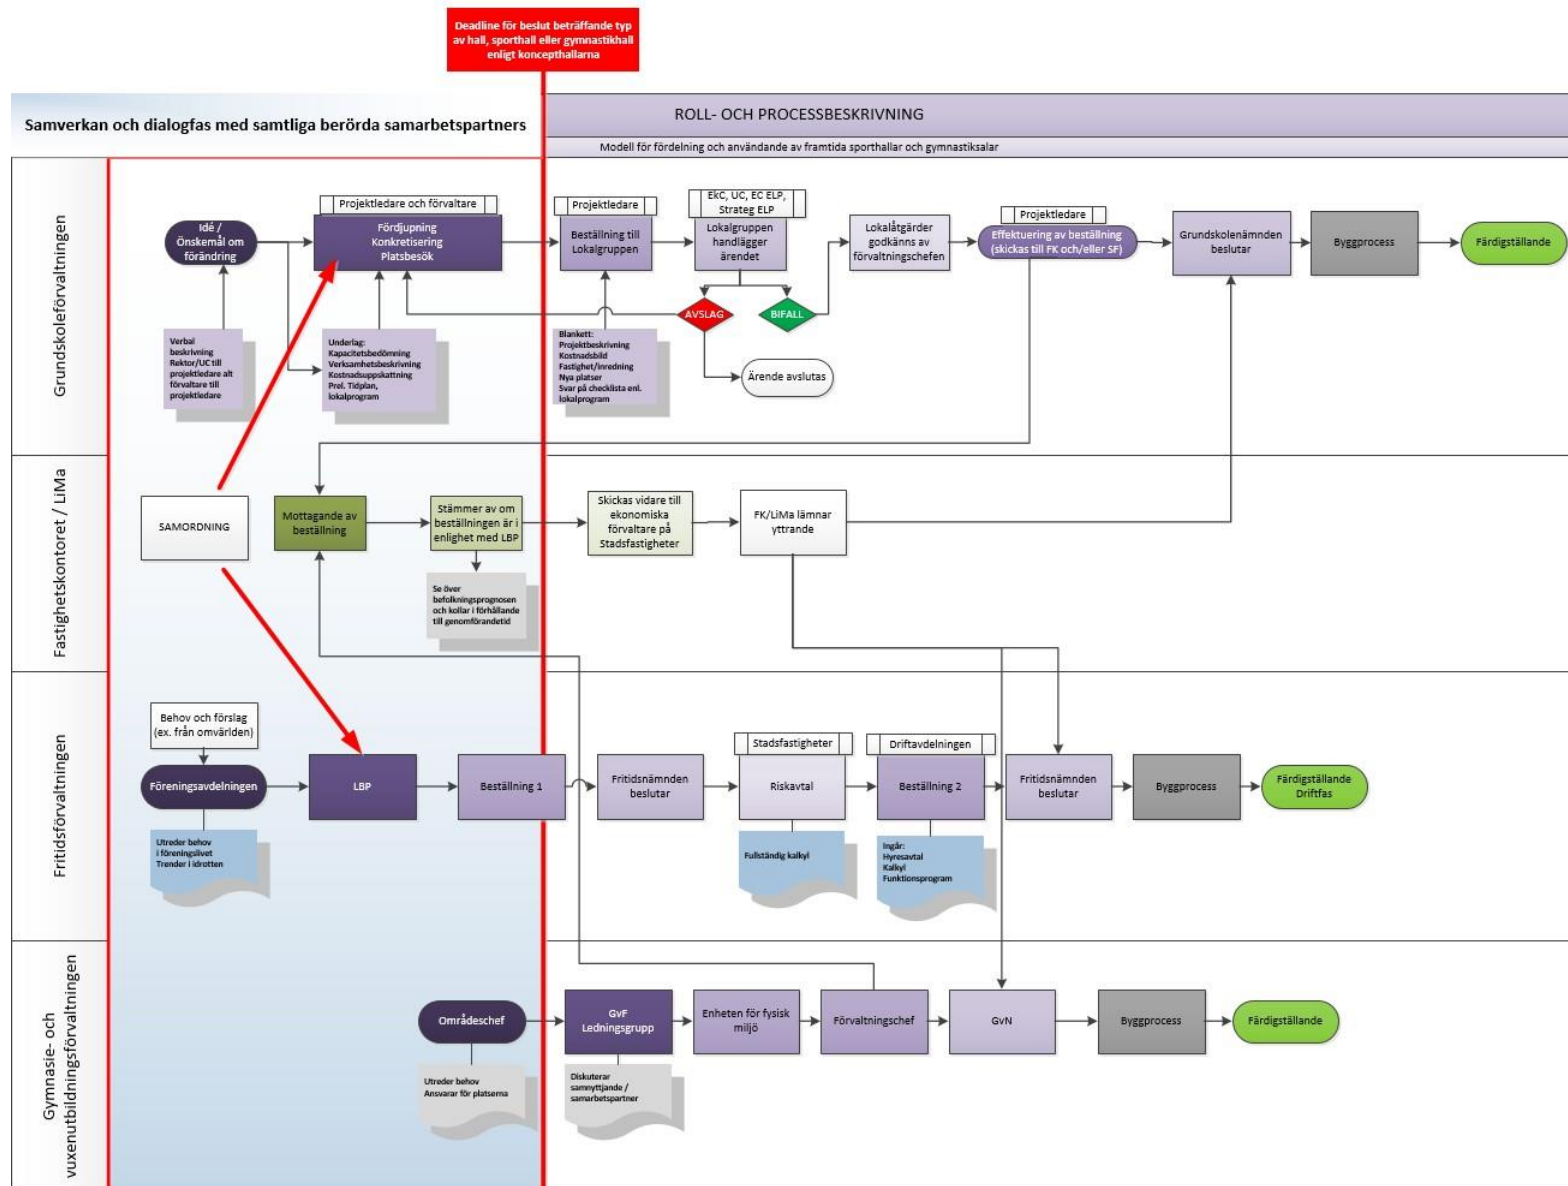 Deadline för beslut beträffande typ
av hall, sporthall eller gymnastikhall
enligt koncepthallarna
Samverkan och dialogfas med samtliga berörda samarbetspartners
ROLL- OCH PROCESSBESKRIVNING
Modell för fördelning och användande av framtida sporthallar och gymnastiksalar
Grundskoleförvaltningen
Idé /
Önskemål om
förändring
Projektledare och förvaltare
Fördjupning
Konkretisering
Platsbesök
Projektledare
Beställning till
Lokalgruppen
EkC, UC, EC ELP,
Strateg ELP
Lokalgruppen
handlägger
ärendet
Lokalåtgärder
godkänns av
förvaltningschefen
Projektledare
Effektuering av beställning
(skickas till FK och/eller SF)
Grundskolenämnden
beslutar
Byggprocess
Färdigställande
AVSLAG
BIFALL
Verbal
beskrivning
Rektor/UC till
projektledare alt
förvaltare till
projektledare
Underlag:
Kapacitetsbedömning
Verksamhetsbeskrivning
Kostnadsuppskattning
Prel. Tidplan,
lokalprogram
Blankett:
Projektbeskrivning
Kostnadsbild
Fastighet/inredning
Nya platser
Svar på checklista enl.
lokalprogram
Ärende avslutas
Fastighetskontoret / LiMa
SAMORDNING
Mottagande av
beställning
Stämmer av om
beställningen är i
enlighet med LBP
Skickas vidare till
ekonomiska
förvaltare på
Stadsfastigheter
FK/LiMa lämnar
yttrande
Se över
befolkningsprognosen
och kollar i förhållande
till genomförandetid
Fritidsförvaltningen
Behov och förslag
(ex. från omvärlden)
Föreningsavdelningen
LBP
Beställning 1
Fritidsnämnden
beslutar
Stadsfastigheter
Riskavtal
Driftavdelningen
Beställning 2
Fritidsnämnden
beslutar
Byggprocess
Färdigställande
Driftfas
Utreder behov
i föreningslivet
Trender i idrotten
Fullständig kalkyl
Ingår:
Hyresavtal
Kalkyl
Funktionsprogram
Gymnasie- och
vuxenutbildningsförvaltningen
Områdeschef
GvF
Ledningsgrupp
Enheten för fysisk
miljö
Förvaltningschef
GvN
Byggprocess
Färdigställande
Utreder behov
Ansvarar för platserna
Diskuterar
samnyttjande /
samarbetspartner